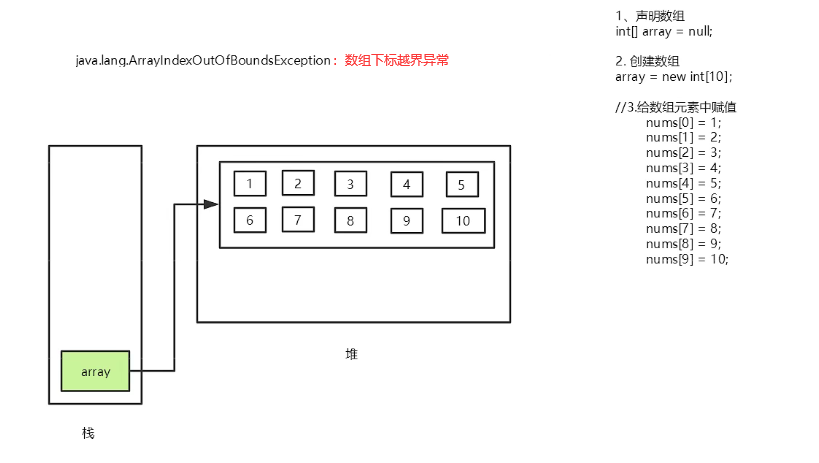 java.lang.ArrayIndexOutOfBoundsException：数组下标越界异常
1
2
3
4
5
6
7
8
9
10
array
栈
堆
1、声明数组
int[] array = null;
2. 创建数组
array = new int[10];
//3.给数组元素中赋值
nums[0] = 1;
nums[1] = 2;
nums[2] = 3;
nums[3] = 4;
nums[4] = 5;
nums[5] = 6;
nums[6] = 7;
nums[7] = 8;
nums[8] = 9;
nums[9] = 10;